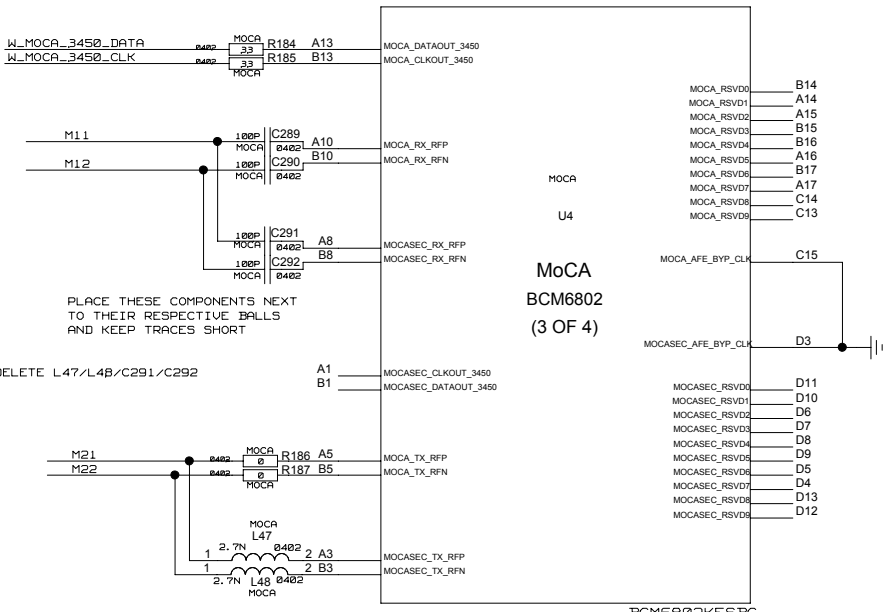 W_MOCA_3450_DATA 0402 MOCA 33 R184 A13 MOCA_DATAOUT_3450
W_MOCA_3450_CLK 0402 33 MOCA R185 B13 MOCA_CLKOUT_3450
M11 100P MOCA C289 0402 A10 MOCA_RX_RFP
M12 100P MOCA C290 0402 B10 MOCA_RX_RFN
100P MOCA C291 0402 A8 MOCASEC_RX_RFP
100P MOCA C292 0402 B8 MOCASEC_RX_RFN
PLACE THESE COMPONENTS NEXT
TO THEIR RESPECTIVE BALLS
AND KEEP TRACES SHORT
DELETE L47/L48/C291/C292
A1 MOCASEC_CLKOUT_3450
B1 MOCASEC_DATAOUT_3450
M21 0402 MOCA 0 R186 A5 MOCA_TX_RFP
M22 0402 0 MOCA R187 B5 MOCA_TX_RFN
MOCA
L47
1 2.7N 0402 2 A3 MOCASEC_TX_RFP
1 2.7N L48 0402 2 B3 MOCASEC_TX_RFN
MOCA
MOCA
U4
MoCA
BCM6802
(3 OF 4)
MOCA_RSVD0 B14
MOCA_RSVD1 A14
MOCA_RSVD2 A15
MOCA_RSVD3 B15
MOCA_RSVD4 B16
MOCA_RSVD5 A16
MOCA_RSVD6 B17
MOCA_RSVD7 A17
MOCA_RSVD8 C14
MOCA_RSVD9 C13
MOCA_AFE_BYP_CLK C15
MOCASEC_AFE_BYP_CLK D3
MOCASEC_RSVD0 D11
MOCASEC_RSVD1 D10
MOCASEC_RSVD2 D6
MOCASEC_RSVD3 D7
MOCASEC_RSVD4 D8
MOCASEC_RSVD5 D9
MOCASEC_RSVD6 D5
MOCASEC_RSVD7 D4
MOCASEC_RSVD8 D13
MOCASEC_RSVD9 D12